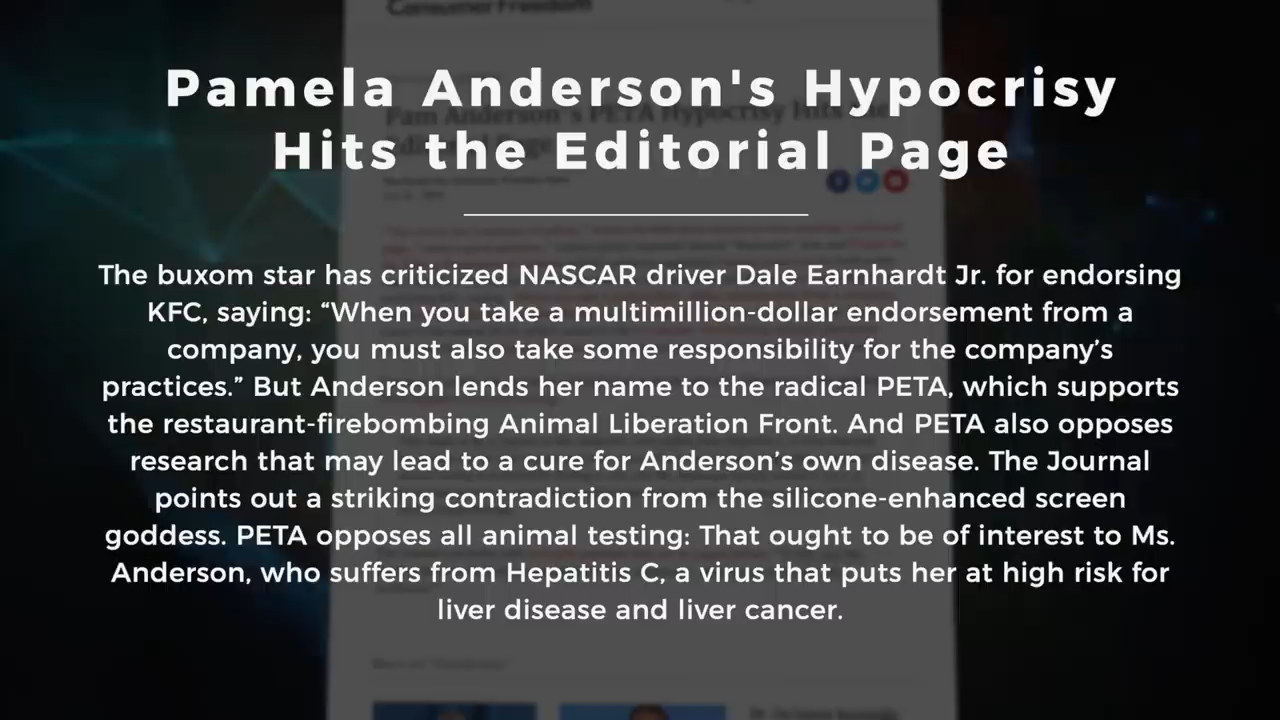 Consumer Freedom
Pamela Anderson's Hypocrisy
Hits the Editorial Page
The buxom star has criticized NASCAR driver Dale Earnhardt Jr. for endorsing
KFC, saying: “When you take a multimillion-dollar endorsement from a
company, you must also take some responsibility for the company’s
practices.” But Anderson lends her name to the radical PETA, which supports
the restaurant-firebombing Animal Liberation Front. And PETA also opposes
research that may lead to a cure for Anderson’s own disease. The Journal
points out a striking contradiction from the silicone-enhanced screen
goddess. PETA opposes all animal testing: That ought to be of interest to Ms.
Anderson, who suffers from Hepatitis C, a virus that puts her at high risk for
liver disease and liver cancer.